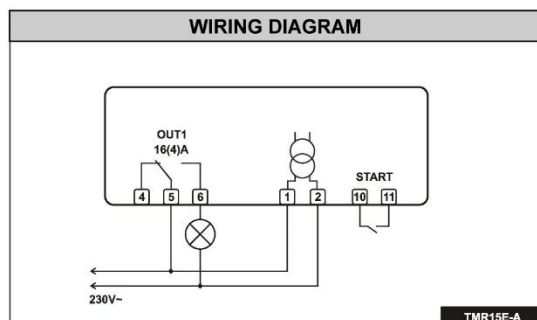 WIRING DIAGRAM
OUT1
16(4)A
START
4 5 6 1 2 10 11
230V~
TMR15E-A